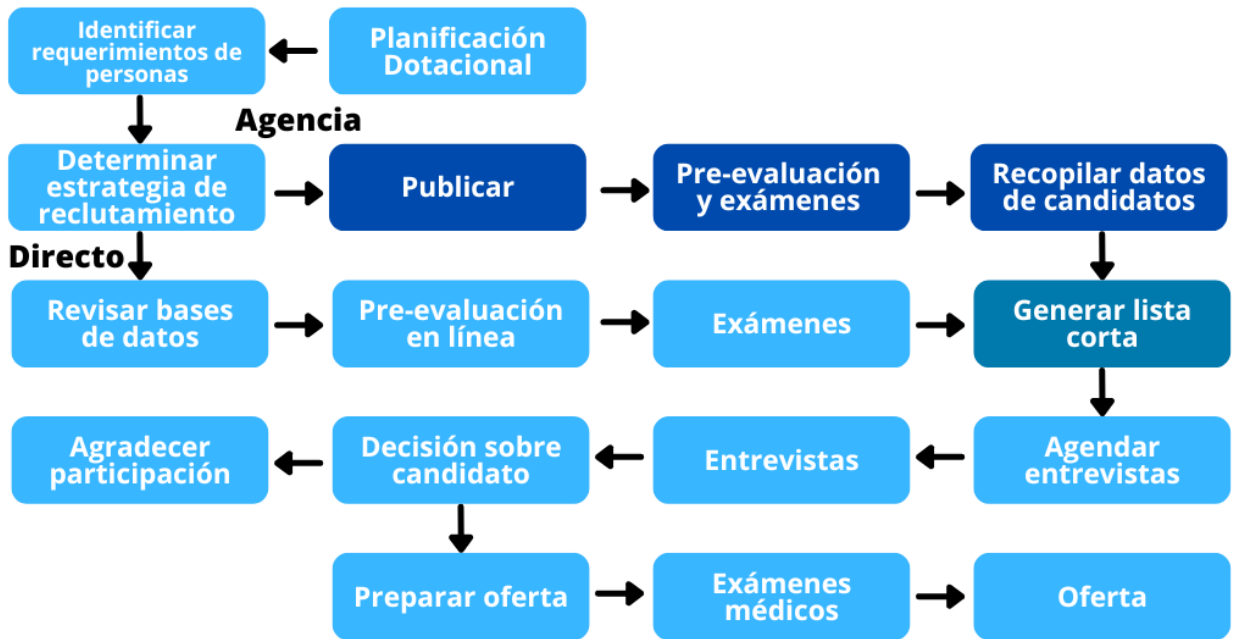 Identificar
requerimientos de
personas
Planificación
Dotacional
Agencia
Determinar
estrategia de
reclutamiento
Publicar
Pre-evaluación
y exámenes
Recopilar datos
de candidatos
Directo
Revisar bases
de datos
Pre-evaluación
en línea
Exámenes
Generar lista
corta
Agradecer
participación
Decisión sobre
candidato
Entrevistas
Agendar
entrevistas
Preparar oferta
Exámenes
médicos
Oferta